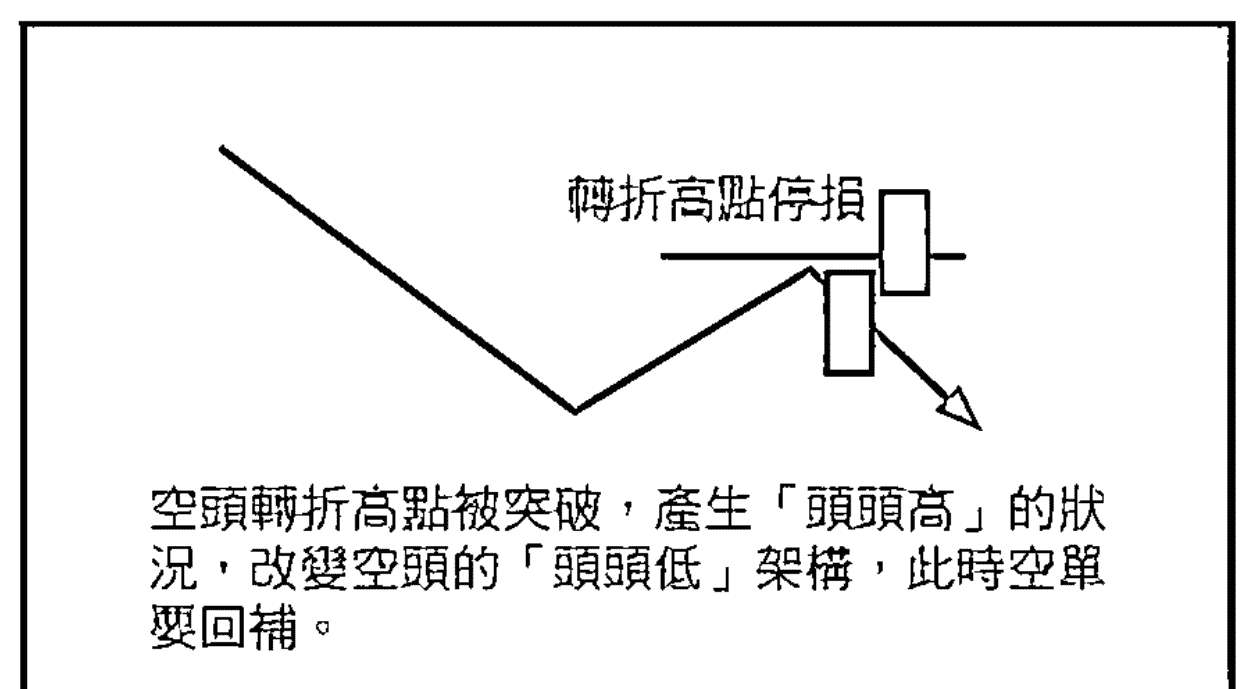 轉折高點停損
空頭轉折高點被突破，產生「頭頭高」的狀
況，改變空頭的「頭頭低」架構，此時空單
要回補。